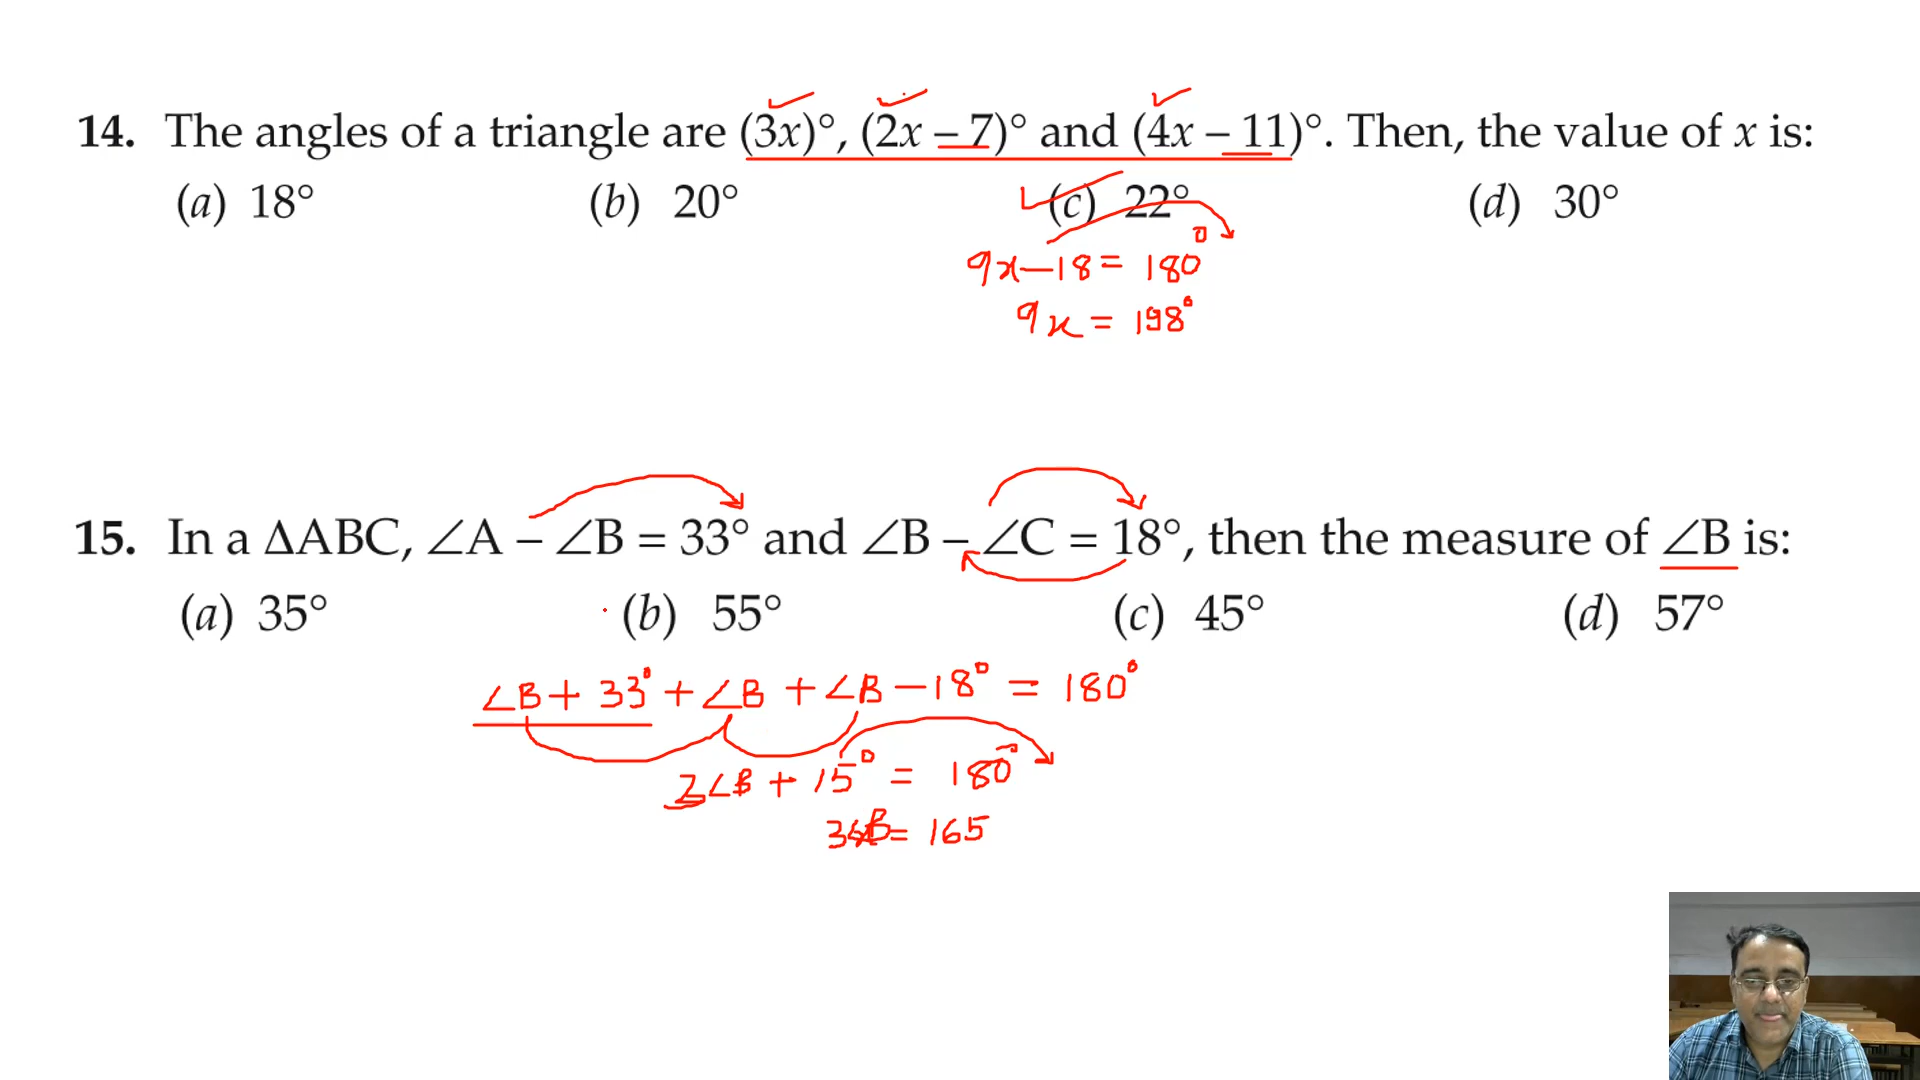 14. The angles of a triangle are (3x)°, (2x – 7)° and (4x – 11)°. Then, the value of x is:
(a) 18° (b) 20° (c) 22° (d) 30°
9x – 18 = 180°
9x = 198°
15. In a ΔABC, ∠A – ∠B = 33° and ∠B – ∠C = 18°, then the measure of ∠B is:
(a) 35° (b) 55° (c) 45° (d) 57°
∠B + 33° + ∠B + ∠B – 18° = 180°
3∠B + 15° = 180°
3∠B = 165